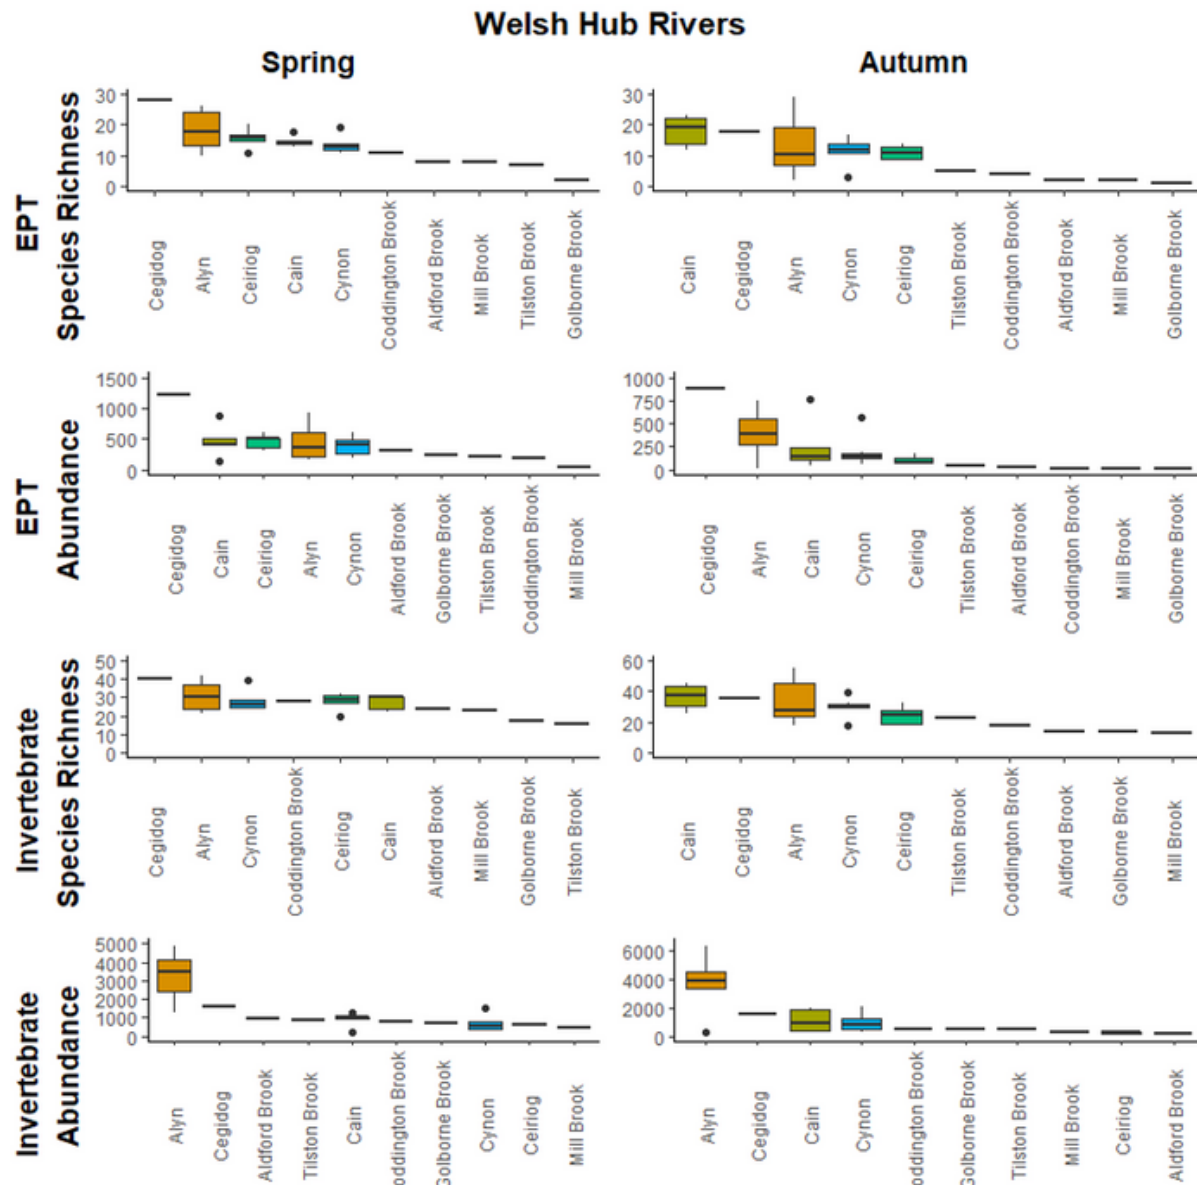 Welsh Hub Rivers
Spring
Autumn
EPT
Species Richness
30
20
10
0
Cegidog
Alyn
Ceiriog
Cain
Cynon
Coddington Brook
Aldford Brook
Mill Brook
Tilston Brook
Golborne Brook
30
20
10
0
Cain
Cegidog
Alyn
Cynon
Ceiriog
Tilston Brook
Coddington Brook
Aldford Brook
Mill Brook
Golborne Brook
EPT
Abundance
1500
1000
500
0
Cegidog
Cain
Ceiriog
Alyn
Cynon
Aldford Brook
Golborne Brook
Tilston Brook
Coddington Brook
Mill Brook
1000
750
500
250
0
Cegidog
Alyn
Cain
Cynon
Ceiriog
Tilston Brook
Aldford Brook
Coddington Brook
Mill Brook
Golborne Brook
Invertebrate
Species Richness
50
40
30
20
10
0
Cegidog
Alyn
Cynon
Coddington Brook
Ceiriog
Cain
Aldford Brook
Mill Brook
Golborne Brook
Tilston Brook
60
40
20
0
Cain
Cegidog
Alyn
Cynon
Ceiriog
Tilston Brook
Coddington Brook
Aldford Brook
Golborne Brook
Mill Brook
Invertebrate
Abundance
5000
4000
3000
2000
1000
0
Alyn
Cegidog
Aldford Brook
Tilston Brook
Cain
oddington Brook
Golborne Brook
Cynon
Ceiriog
Mill Brook
6000
4000
2000
0
Alyn
Cegidog
Cain
Cynon
oddington Brook
Golborne Brook
Tilston Brook
Mill Brook
Ceiriog
Aldford Brook